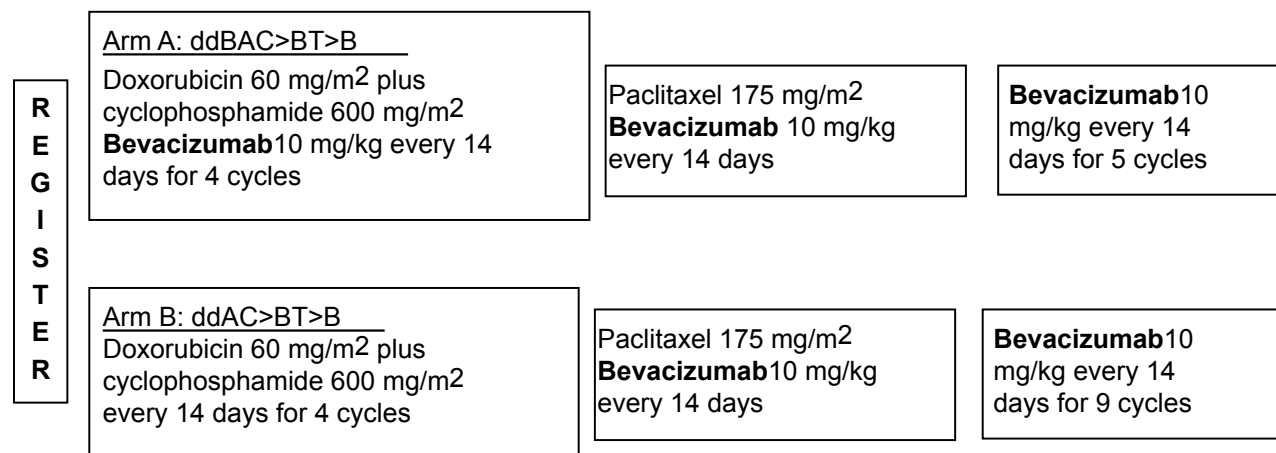 R
E
G
I
S
T
E
R
Arm A: ddBAC>BT>B
Doxorubicin 60 mg/m2 plus
cyclophosphamide 600 mg/m2
Bevacizumab10 mg/kg every 14
days for 4 cycles
Paclitaxel 175 mg/m2
Bevacizumab 10 mg/kg
every 14 days
Bevacizumab10
mg/kg every 14
days for 5 cycles
Arm B: ddAC>BT>B
Doxorubicin 60 mg/m2 plus
cyclophosphamide 600 mg/m2
every 14 days for 4 cycles
Paclitaxel 175 mg/m2
Bevacizumab10 mg/kg
every 14 days
Bevacizumab10
mg/kg every 14
days for 9 cycles